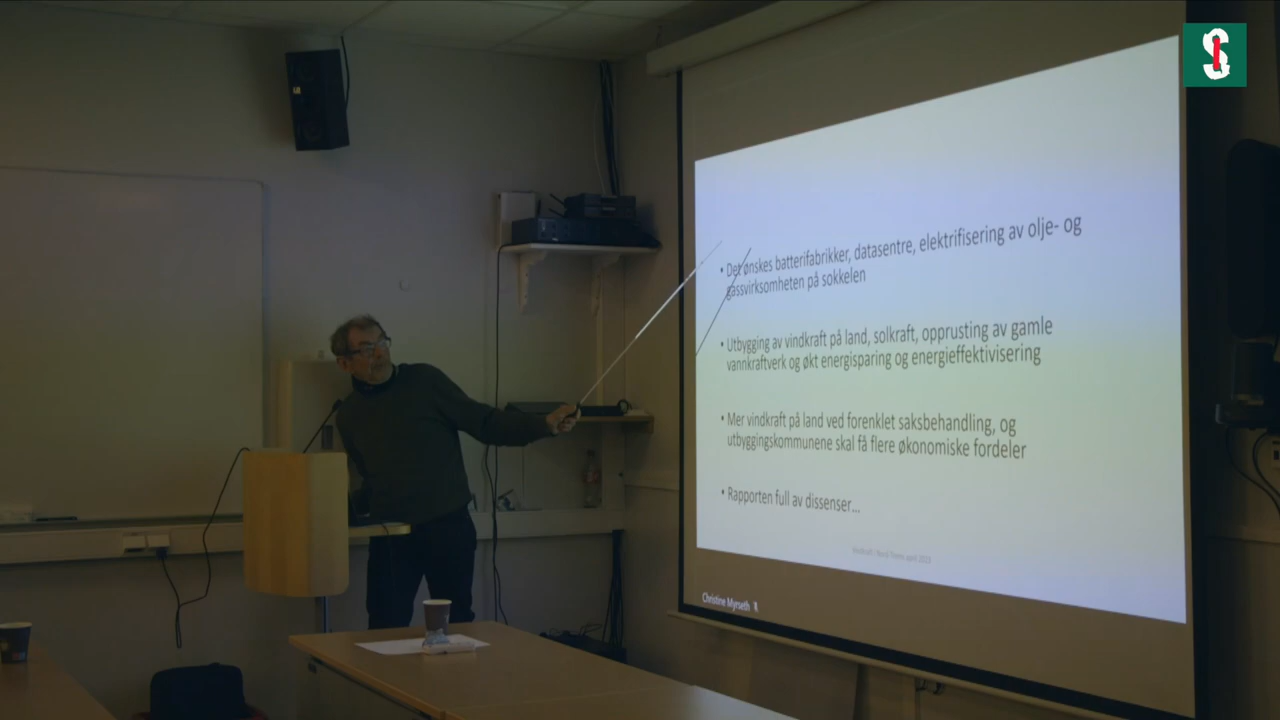 • Det ønskes batterifabrikker, datasentre, elektrifisering av olje- og
gassvirksomheten på sokkelen
• Utbygging av vindkraft på land, solkraft, opprusting av gamle
vannkraftverk og økt energisparing og energieffektivisering
• Mer vindkraft på land ved forenklet saksbehandling, og
utbyggingskommunene skal få flere økonomiske fordeler
• Rapporten full av dissenser...
Christine Myrseth